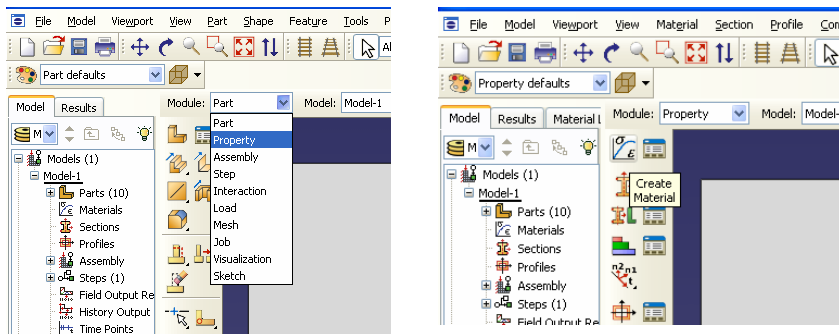 File Model Viewport View Part Shape Feature Tools P
Part defaults
Model Results
Module: Part Model: Model-1
Part
Property
Assembly
Step
Interaction
Load
Mesh
Job
Visualization
Sketch
M
Models (1)
Model-1
Parts (10)
Materials
Sections
Profiles
Assembly
Steps (1)
Field Output Re
History Output
Time Points
File Model Viewport View Material Section Profile Com
Property defaults
Model Results Material L
Module: Property Model: Model-
Create
Material
M
Models (1)
Model-1
Parts (10)
Materials
Sections
Profiles
Assembly
Steps (1)
Field Output Re